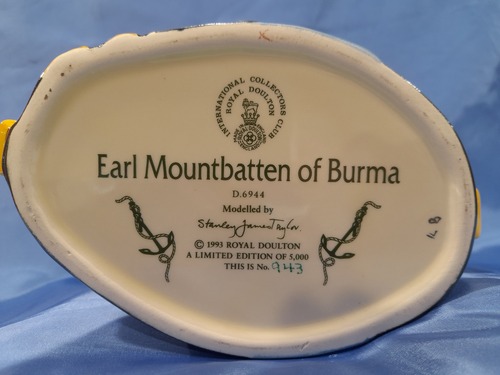 INTERNATIONAL COLLECTORS CLUB
ROYAL DOULTON
Earl Mountbatten of Burma
D.6944
Modelled by
Stanley James Taylor
© 1993 ROYAL DOULTON
A LIMITED EDITION OF 5,000
THIS IS No. 943